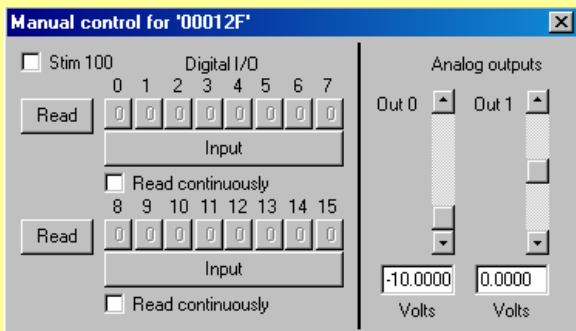 Manual control for '00012F'
Stim 100
Digital I/O
0 1 2 3 4 5 6 7
Read
0 0 0 0 0 0 0 0
Input
Read continuously
8 9 10 11 12 13 14 15
Read
0 0 0 0 0 0 0 0
Input
Read continuously
Analog outputs
Out 0 Out 1
-10.0000 0.0000
Volts Volts